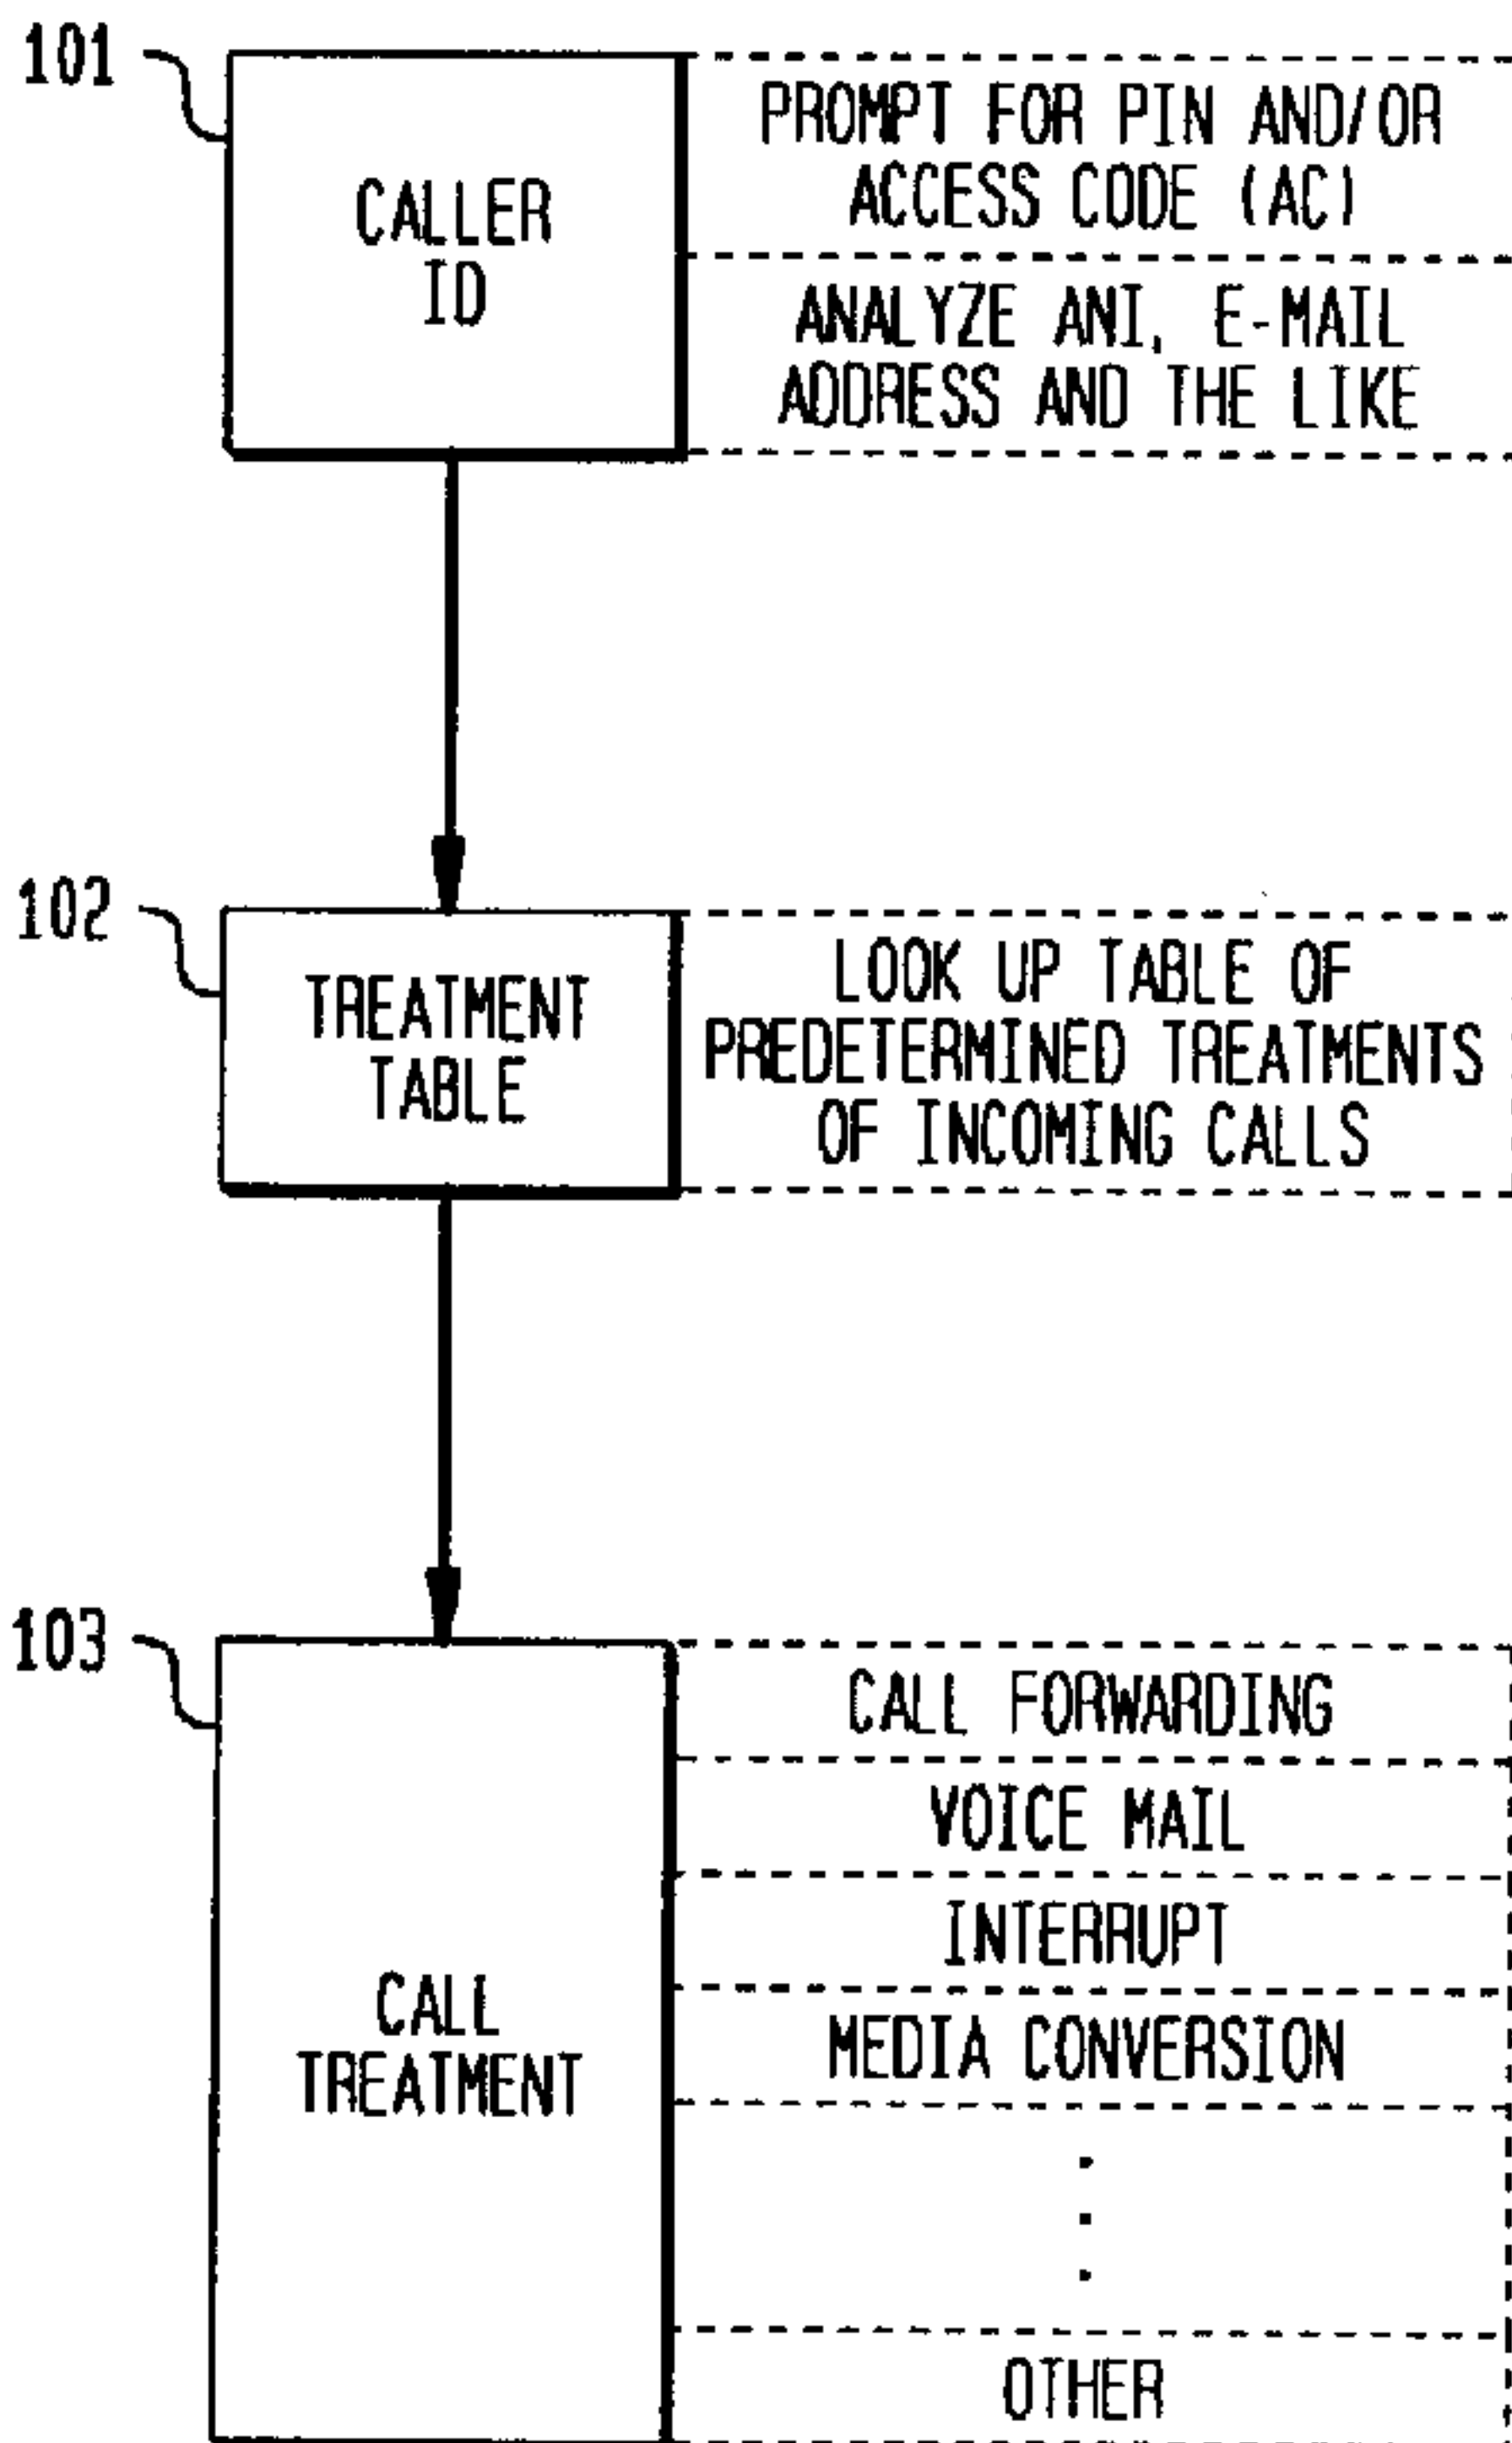 101
CALLER
ID
PROMPT FOR PIN AND/OR
ACCESS CODE (AC)
ANALYZE ANI, E-MAIL
ADDRESS AND THE LIKE
102
TREATMENT
TABLE
LOOK UP TABLE OF
PREDETERMINED TREATMENTS
OF INCOMING CALLS
103
CALL
TREATMENT
CALL FORWARDING
VOICE MAIL
INTERRUPT
MEDIA CONVERSION
.
.
.
OTHER